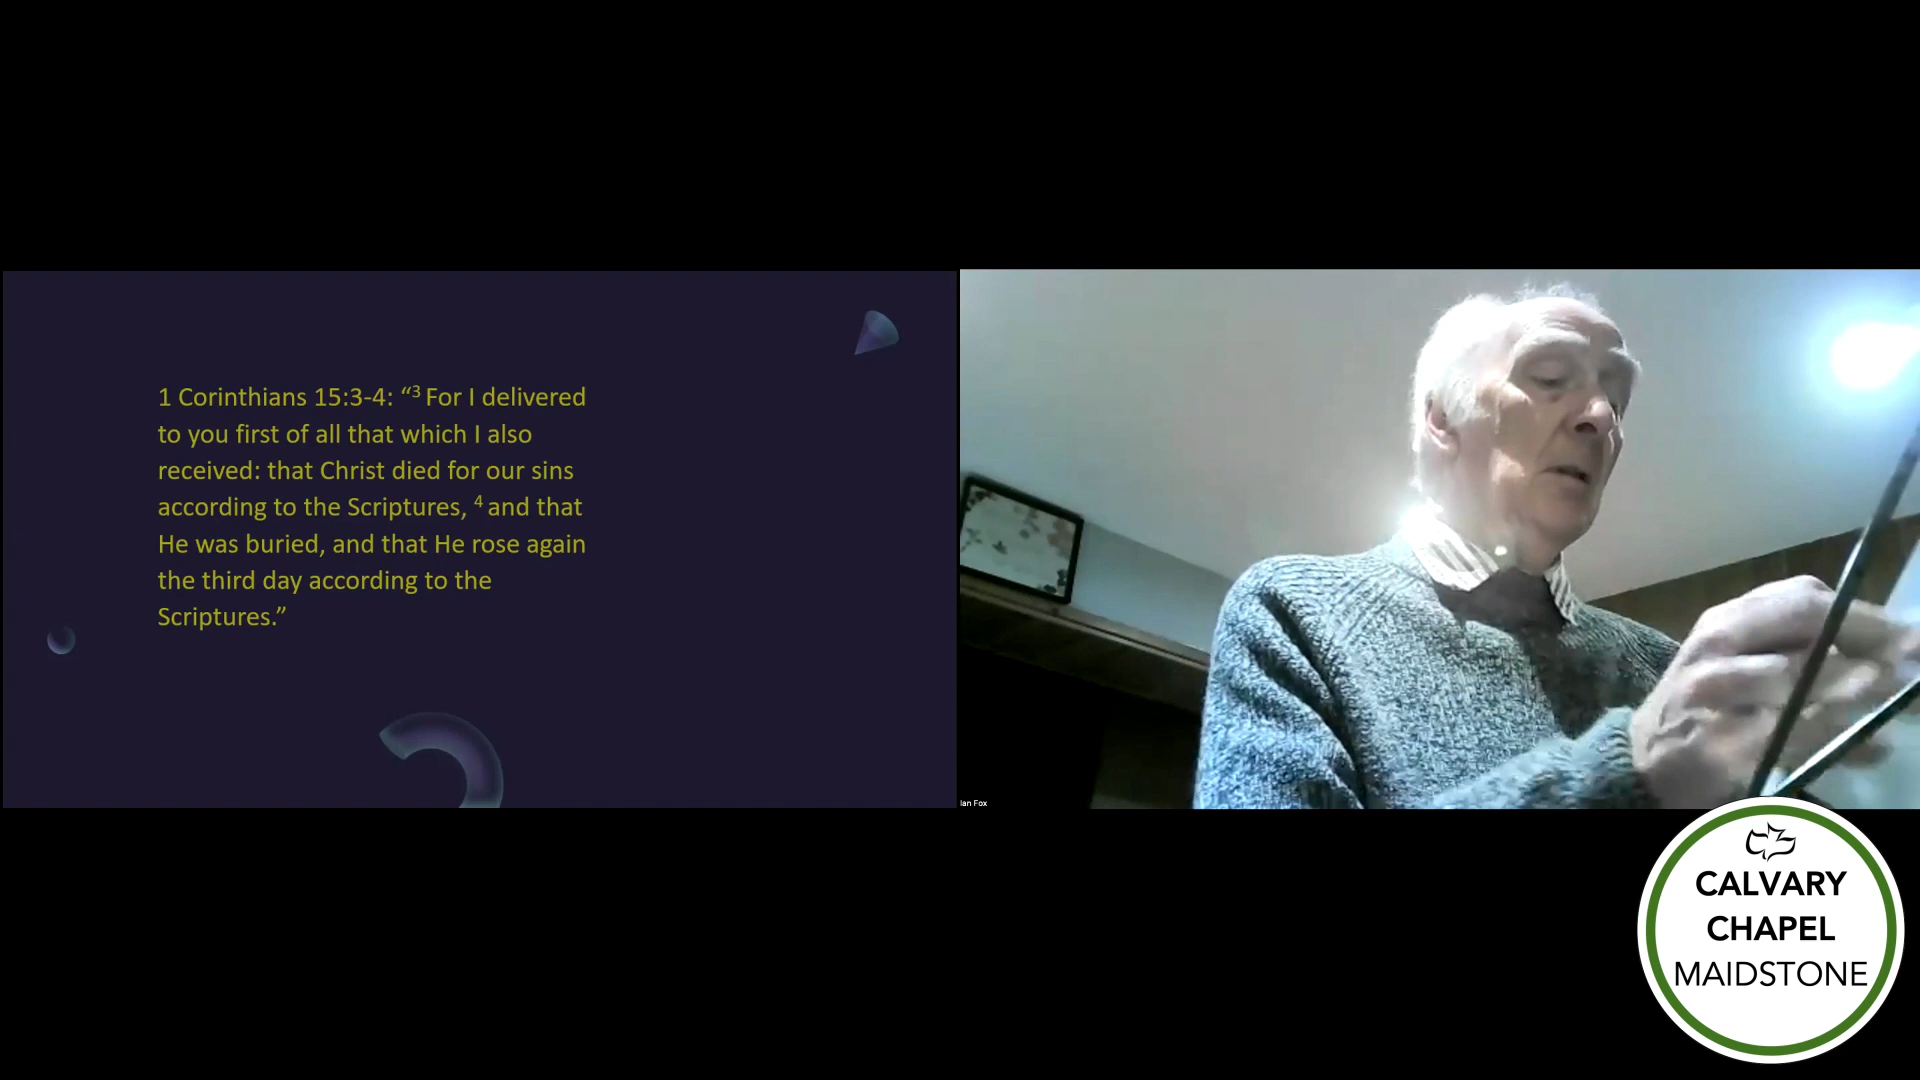 1 Corinthians 15:3-4: “³ For I delivered
to you first of all that which I also
received: that Christ died for our sins
according to the Scriptures, ⁴ and that
He was buried, and that He rose again
the third day according to the
Scriptures.”
Ian Fox
CALVARY
CHAPEL
MAIDSTONE